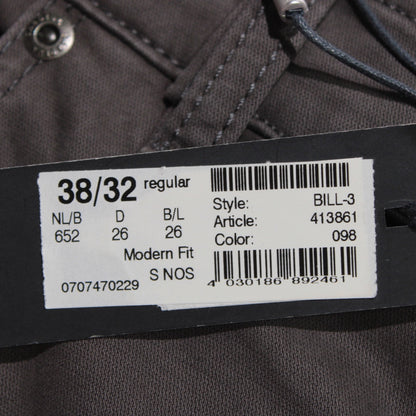 38/32 regular
NL/B D B/L
652 26 26
Modern Fit
S NOS
0707470229
Style: BILL-3
Article: 413861
Color: 098
4 030186 892461